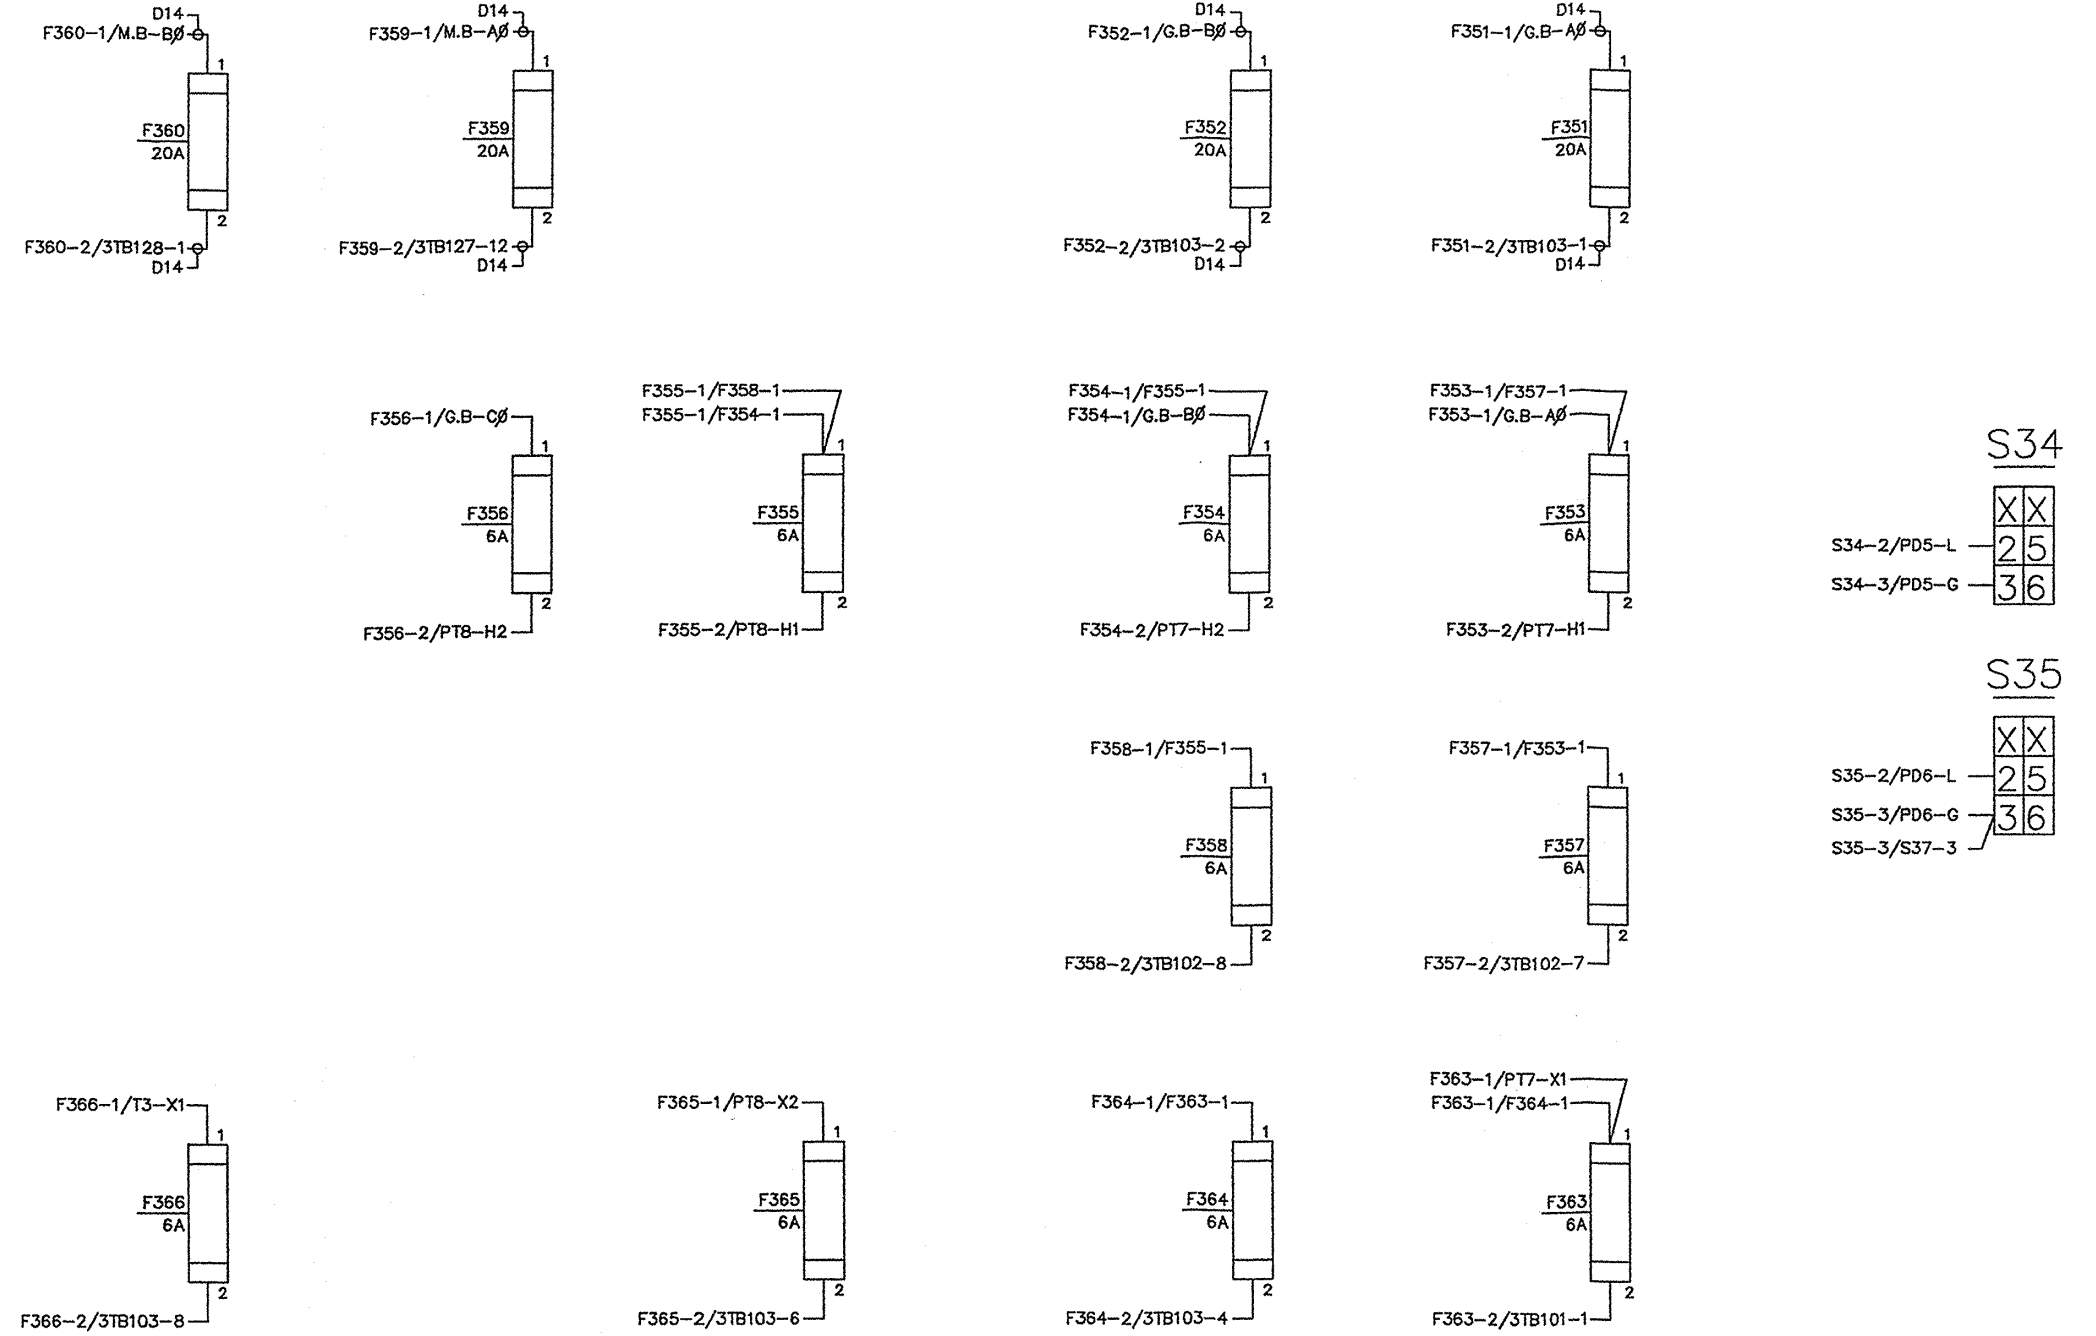 D14
F360-1/M.B-BØ
1
F360
20A
2
F360-2/3TB128-1
D14
D14
F359-1/M.B-AØ
1
F359
20A
2
F359-2/3TB127-12
D14
D14
F352-1/G.B-BØ
1
F352
20A
2
F352-2/3TB103-2
D14
D14
F351-1/G.B-AØ
1
F351
20A
2
F351-2/3TB103-1
D14
F356-1/G.B-CØ
1
F356
6A
2
F356-2/PT8-H2
F355-1/F358-1
F355-1/F354-1
1
F355
6A
2
F355-2/PT8-H1
F354-1/F355-1
F354-1/G.B-BØ
1
F354
6A
2
F354-2/PT7-H2
F353-1/F357-1
F353-1/G.B-AØ
1
F353
6A
2
F353-2/PT7-H1
S34
X X
S34-2/PD5-L 2 5
S34-3/PD5-G 3 6
S35
X X
S35-2/PD6-L 2 5
S35-3/PD6-G 3 6
S35-3/S37-3
F358-1/F355-1
1
F358
6A
2
F358-2/3TB102-8
F357-1/F353-1
1
F357
6A
2
F357-2/3TB102-7
F366-1/T3-X1
1
F366
6A
2
F366-2/3TB103-8
F365-1/PT8-X2
1
F365
6A
2
F365-2/3TB103-6
F364-1/F363-1
1
F364
6A
2
F364-2/3TB103-4
F363-1/PT7-X1
F363-1/F364-1
1
F363
6A
2
F363-2/3TB101-1